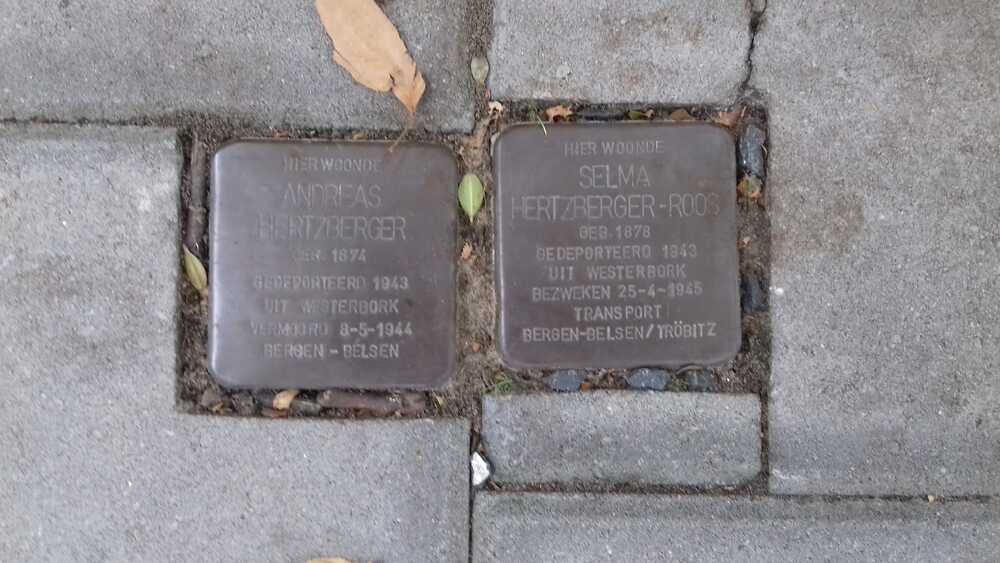 HIER WOONDE
ANDREAS
HERTZBERGER
GEB. 1874
GEDEPORTEERD 1943
UIT WESTERBORK
VERMOORD 8-5-1944
BERGEN - BELSEN
HIER WOONDE
SELMA
HERTZBERGER-ROOS
GEB. 1878
GEDEPORTEERD 1943
UIT WESTERBORK
BEZWEKEN 25-4-1945
TRANSPORT
BERGEN-BELSEN/TRÖBITZ